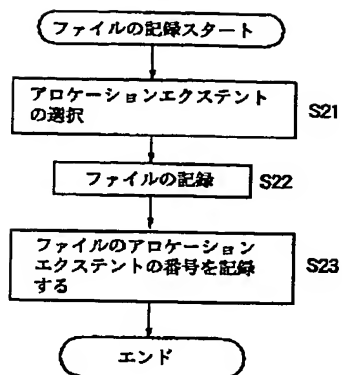 ファイルの記録スタート
アロケーションエクステント
の選択
S21
ファイルの記録
S22
ファイルのアロケーション
エクステントの番号を記録
する
S23
エンド